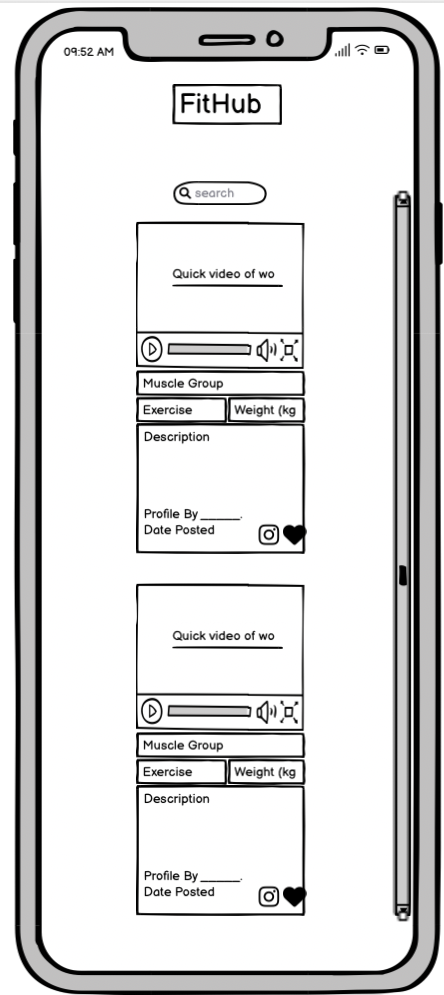 09:52 AM
FitHub
search
Quick video of wo
Muscle Group
Exercise
Weight (kg
Description
Profile By______.
Date Posted
Quick video of wo
Muscle Group
Exercise
Weight (kg
Description
Profile By______.
Date Posted